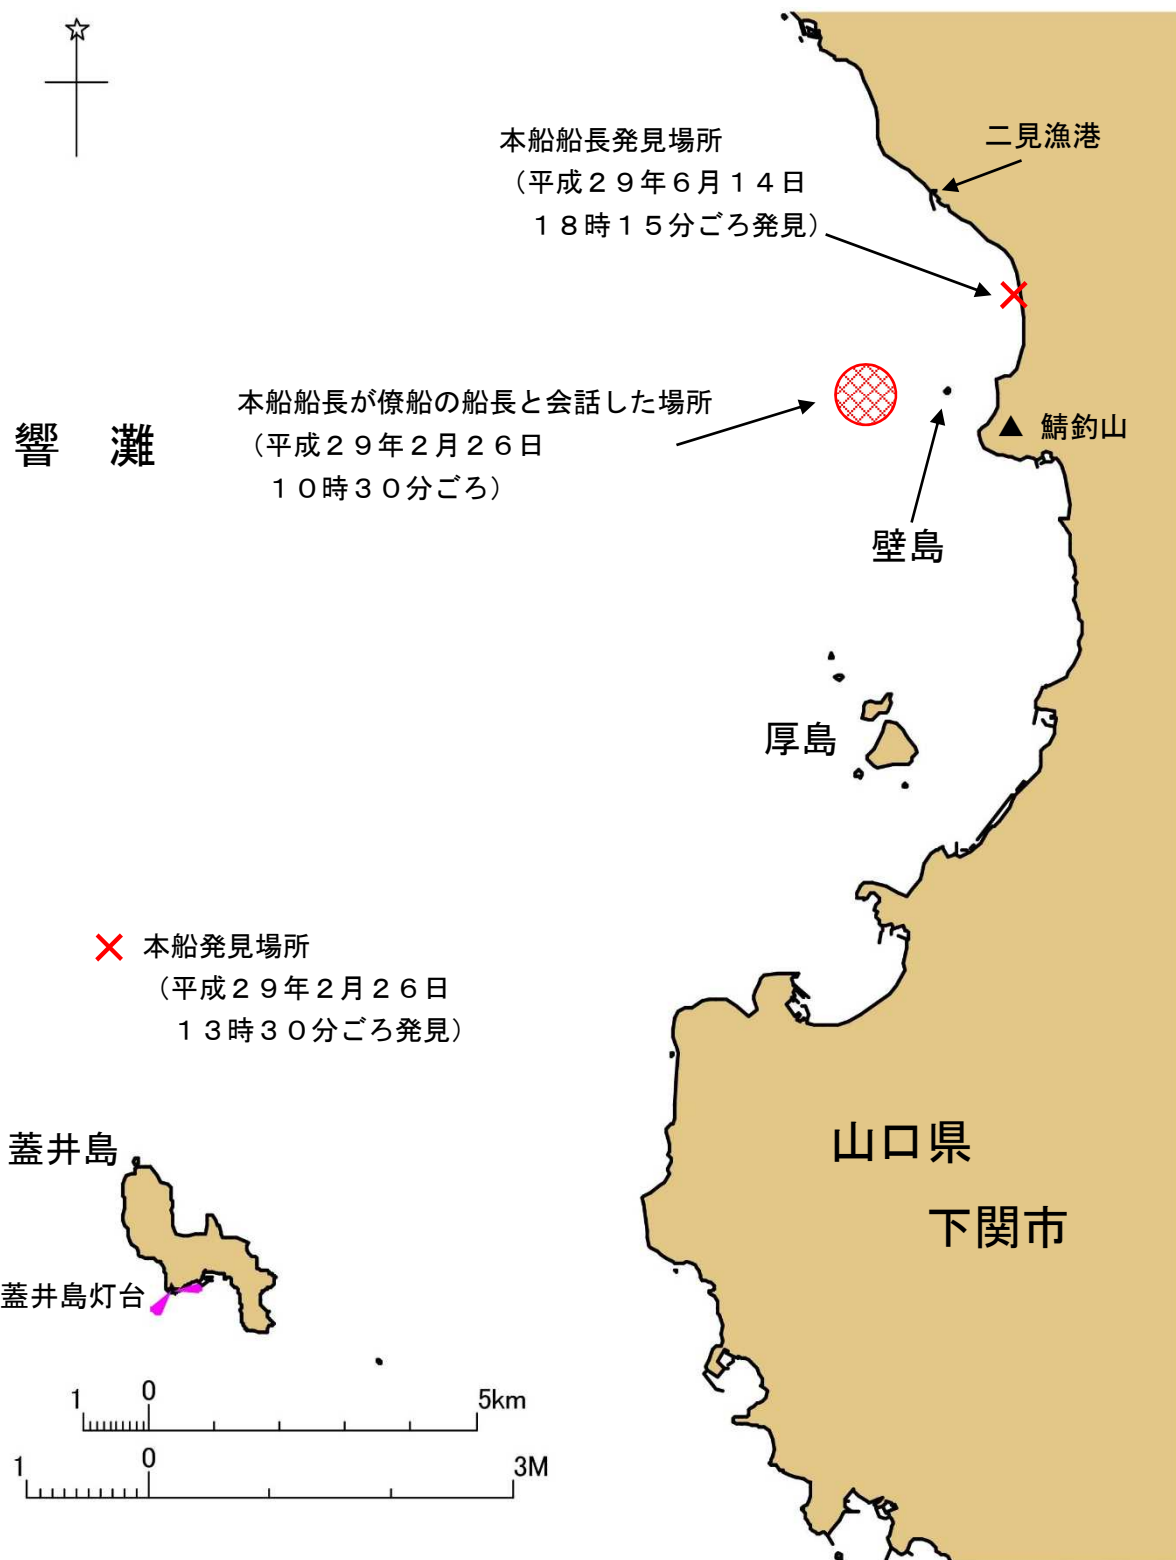 二見漁港
本船船長発見場所
（平成２９年６月１４日
１８時１５分ごろ発見）
本船船長が僚船の船長と会話した場所
（平成２９年２月２６日
１０時３０分ごろ）
響　灘
鯖釣山
壁島
厚島
本船発見場所
（平成２９年２月２６日
１３時３０分ごろ発見）
蓋井島
山口県
下関市
蓋井島灯台
1 0 5km
1 0 3M